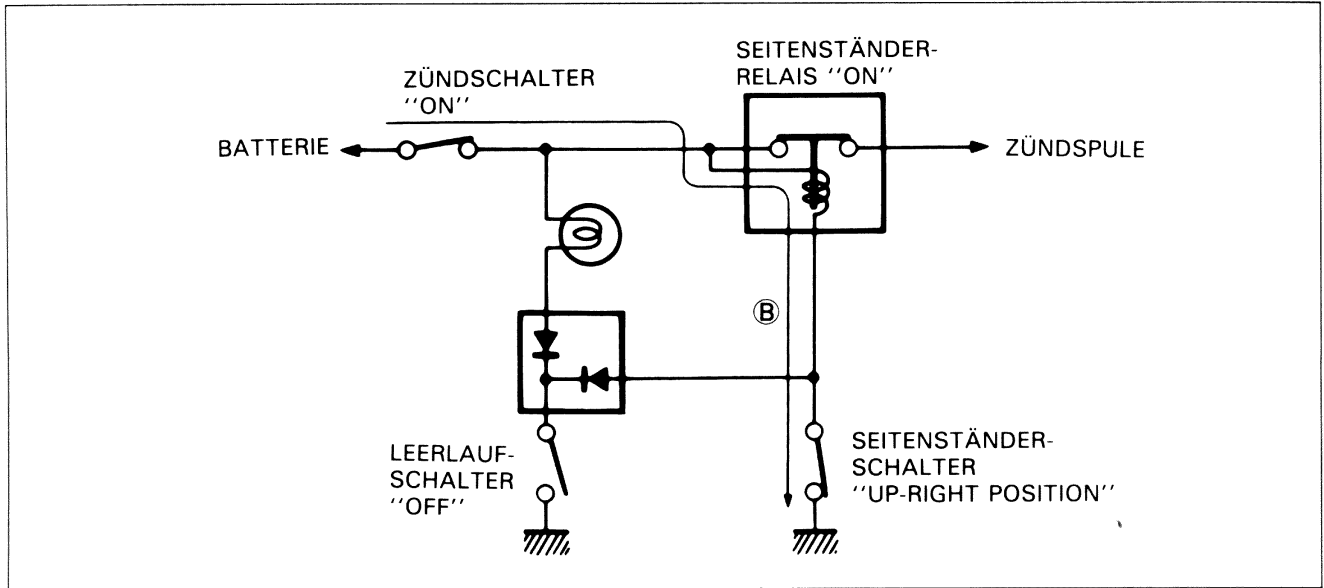 SEITENSTÄNDER-
RELAIS ''ON''
ZÜNDSCHALTER
''ON''
BATTERIE
ZÜNDSPULE
B
LEERLAUF-
SCHALTER
''OFF''
SEITENSTÄNDER-
SCHALTER
''UP-RIGHT POSITION''